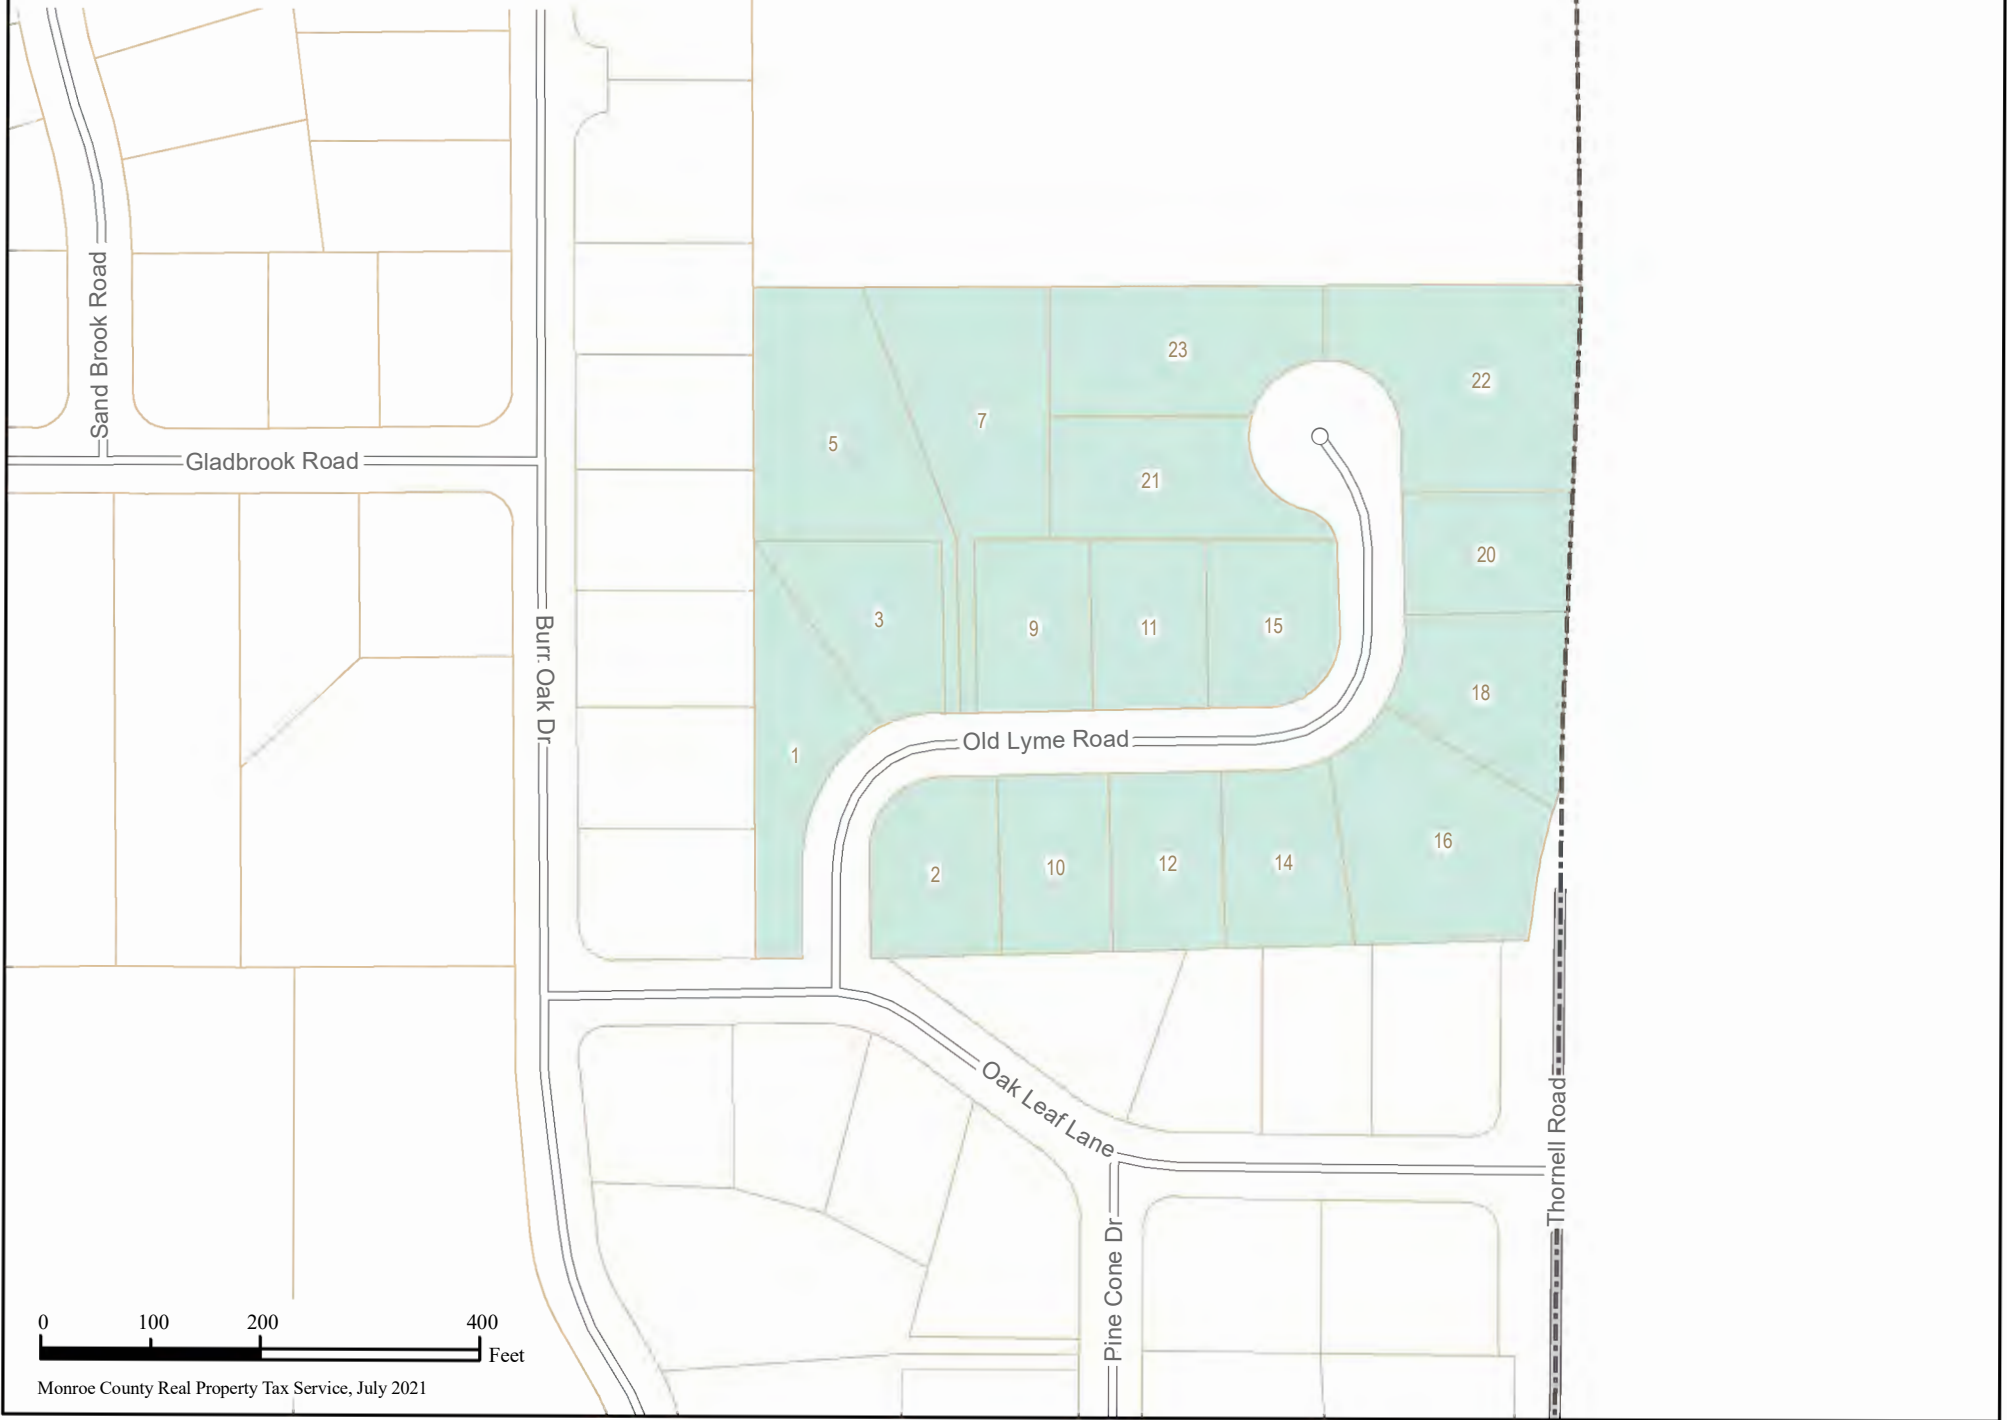 Sand Brook Road
Gladbrook Road
Burr Oak Dr
23
22
7
5
21
20
3
9
11
15
18
1
Old Lyme Road
16
2
10
12
14
Oak Leaf Lane
Thornell Road
Pine Cone Dr
0 100 200 400
Feet
Monroe County Real Property Tax Service, July 2021